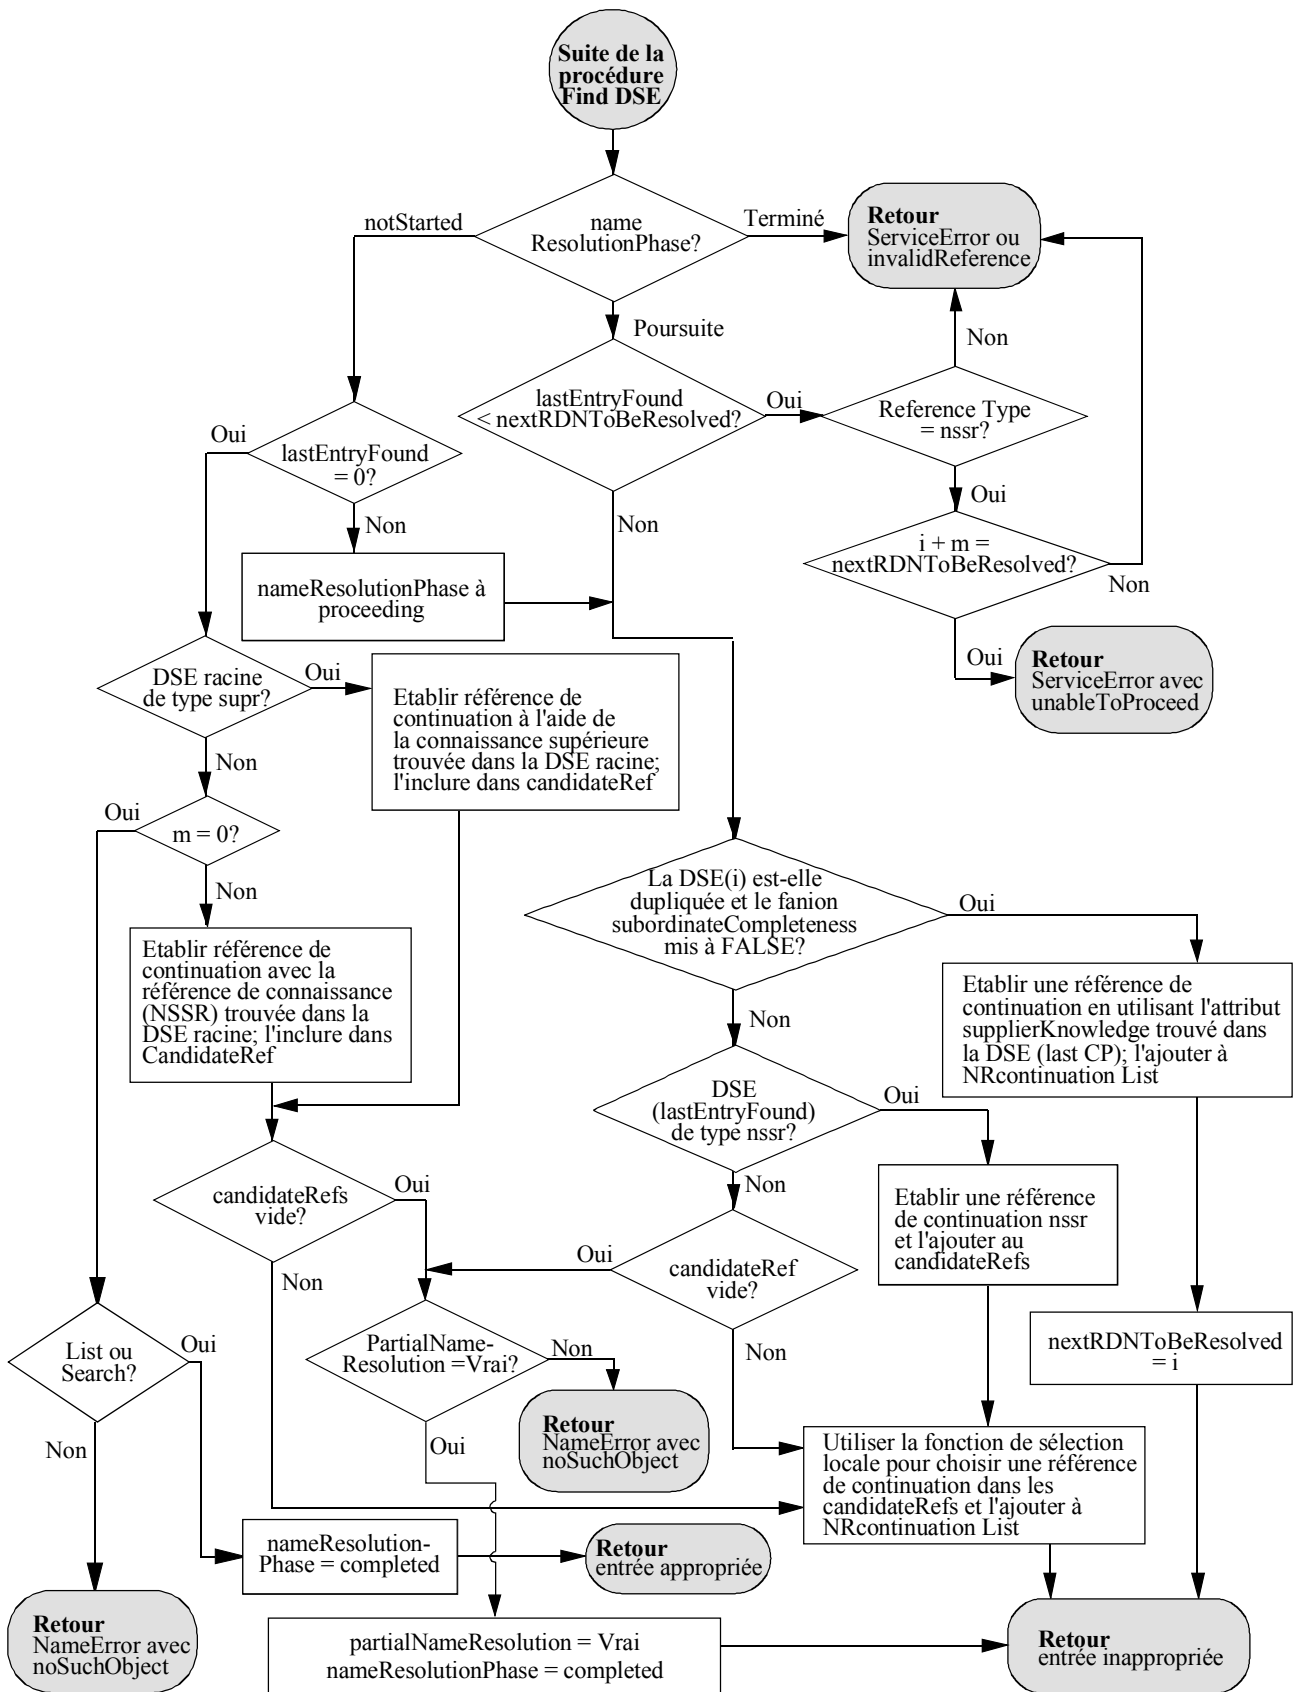 Suite de la
procédure
Find DSE
name
ResolutionPhase?
notStarted
Terminé
Retour
ServiceError ou
invalidReference
Poursuite
Non
lastEntryFound
< nextRDNToBeResolved?
Oui
Reference Type
= nssr?
Oui
lastEntryFound
= 0?
Oui
Non
Non
i + m =
nextRDNToBeResolved?
Non
nameResolutionPhase à
proceeding
Oui
Retour
ServiceError avec
unableToProceed
DSE racine
de type supr?
Oui
Etablir référence de
continuation à l'aide de
la connaissance supérieure
trouvée dans la DSE racine;
l'inclure dans candidateRef
Non
Oui
m = 0?
Non
La DSE(i) est-elle
dupliquée et le fanion
subordinateCompleteness
mis à FALSE?
Oui
Etablir référence de
continuation avec la
référence de connaissance
(NSSR) trouvée dans la
DSE racine; l'inclure dans
CandidateRef
Etablir une référence de
continuation en utilisant l'attribut
supplierKnowledge trouvé dans
la DSE (last CP); l'ajouter à
NRcontinuation List
Non
DSE
(lastEntryFound)
de type nssr?
Oui
Non
candidateRefs
vide?
Oui
Etablir une référence
de continuation nssr
et l'ajouter au
candidateRefs
Oui
candidateRef
vide?
Non
List ou
Search?
Oui
PartialName-
Resolution =Vrai?
Non
Non
nextRDNToBeResolved
= i
Retour
NameError avec
noSuchObject
Non
Oui
Utiliser la fonction de sélection
locale pour choisir une référence
de continuation dans les
candidateRefs et l'ajouter à
NRcontinuation List
nameResolution-
Phase = completed
Retour
entrée appropriée
Retour
NameError avec
noSuchObject
partialNameResolution = Vrai
nameResolutionPhase = completed
Retour
entrée inappropriée